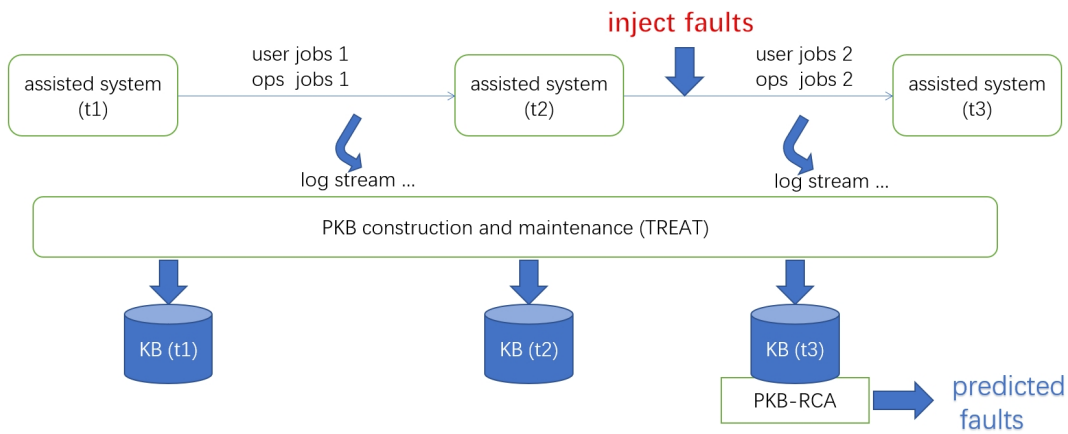 inject faults
user jobs 1
ops jobs 1
user jobs 2
ops jobs 2
assisted system
(t1)
assisted system
(t2)
assisted system
(t3)
log stream ...
log stream ...
PKB construction and maintenance (TREAT)
KB (t1)
KB (t2)
KB (t3)
PKB-RCA
predicted
faults